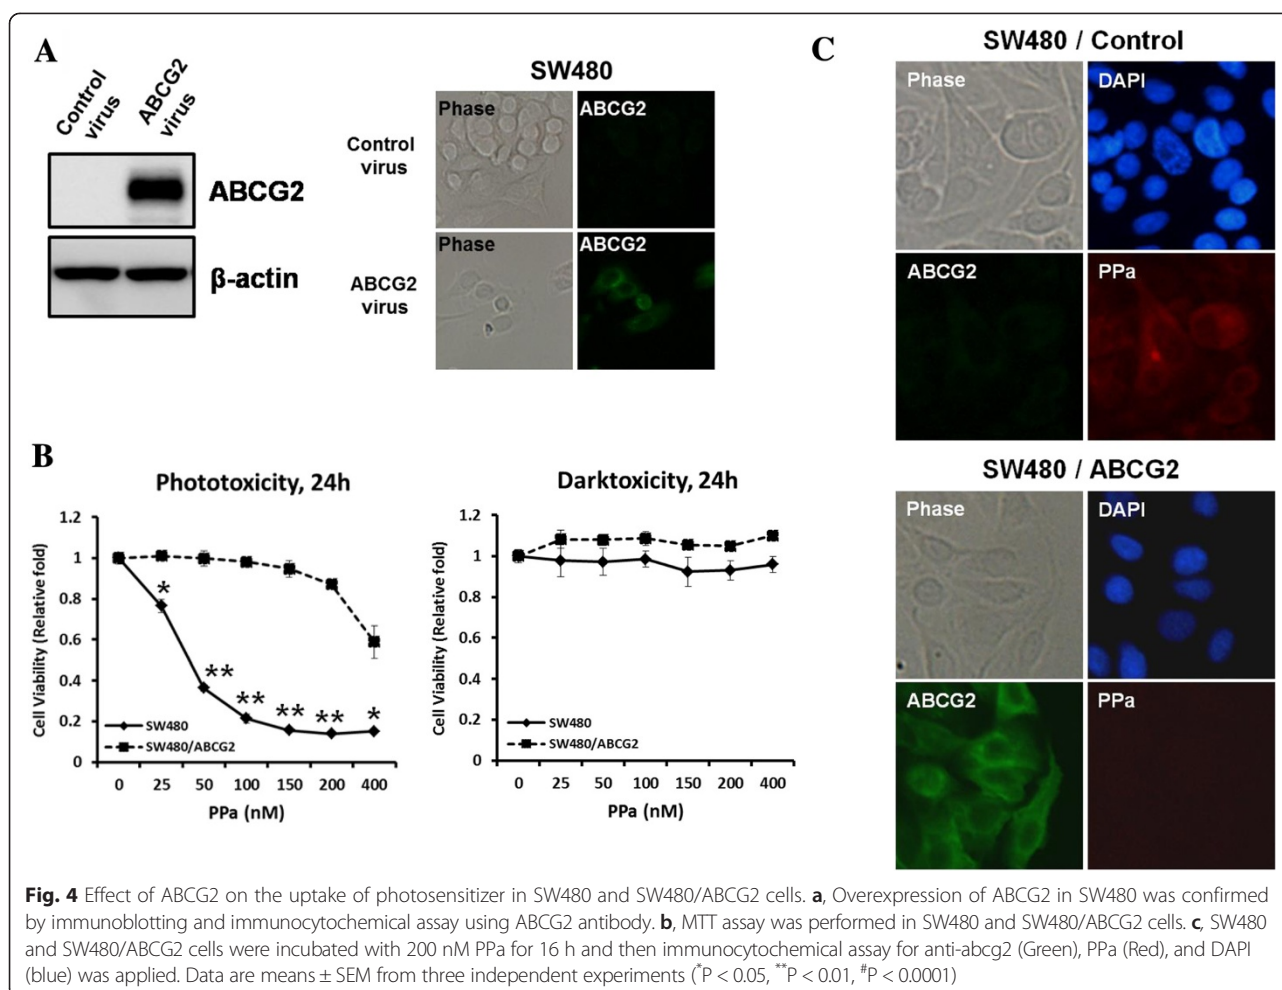 A
Control virus
ABCG2 virus
ABCG2
β-actin
SW480
Control virus
Phase
ABCG2
ABCG2 virus
Phase
ABCG2
C
SW480 / Control
Phase
DAPI
ABCG2
PPa
SW480 / ABCG2
Phase
DAPI
ABCG2
PPa
B
Phototoxicity, 24h
Cell Viability (Relative fold)
1.2
1
0.8
0.6
0.4
0.2
0
*
**
**
**
**
*
SW480
SW480/ABCG2
0 25 50 100 150 200 400
PPa (nM)
Darktoxicity, 24h
Cell Viability (Relative fold)
1.2
1
0.8
0.6
0.4
0.2
0
SW480
SW480/ABCG2
0 25 50 100 150 200 400
PPa (nM)
Fig. 4 Effect of ABCG2 on the uptake of photosensitizer in SW480 and SW480/ABCG2 cells. a, Overexpression of ABCG2 in SW480 was confirmed
by immunoblotting and immunocytochemical assay using ABCG2 antibody. b, MTT assay was performed in SW480 and SW480/ABCG2 cells. c, SW480
and SW480/ABCG2 cells were incubated with 200 nM PPa for 16 h and then immunocytochemical assay for anti-abcg2 (Green), PPa (Red), and DAPI
(blue) was applied. Data are means ± SEM from three independent experiments (*P < 0.05, **P < 0.01, #P < 0.0001)